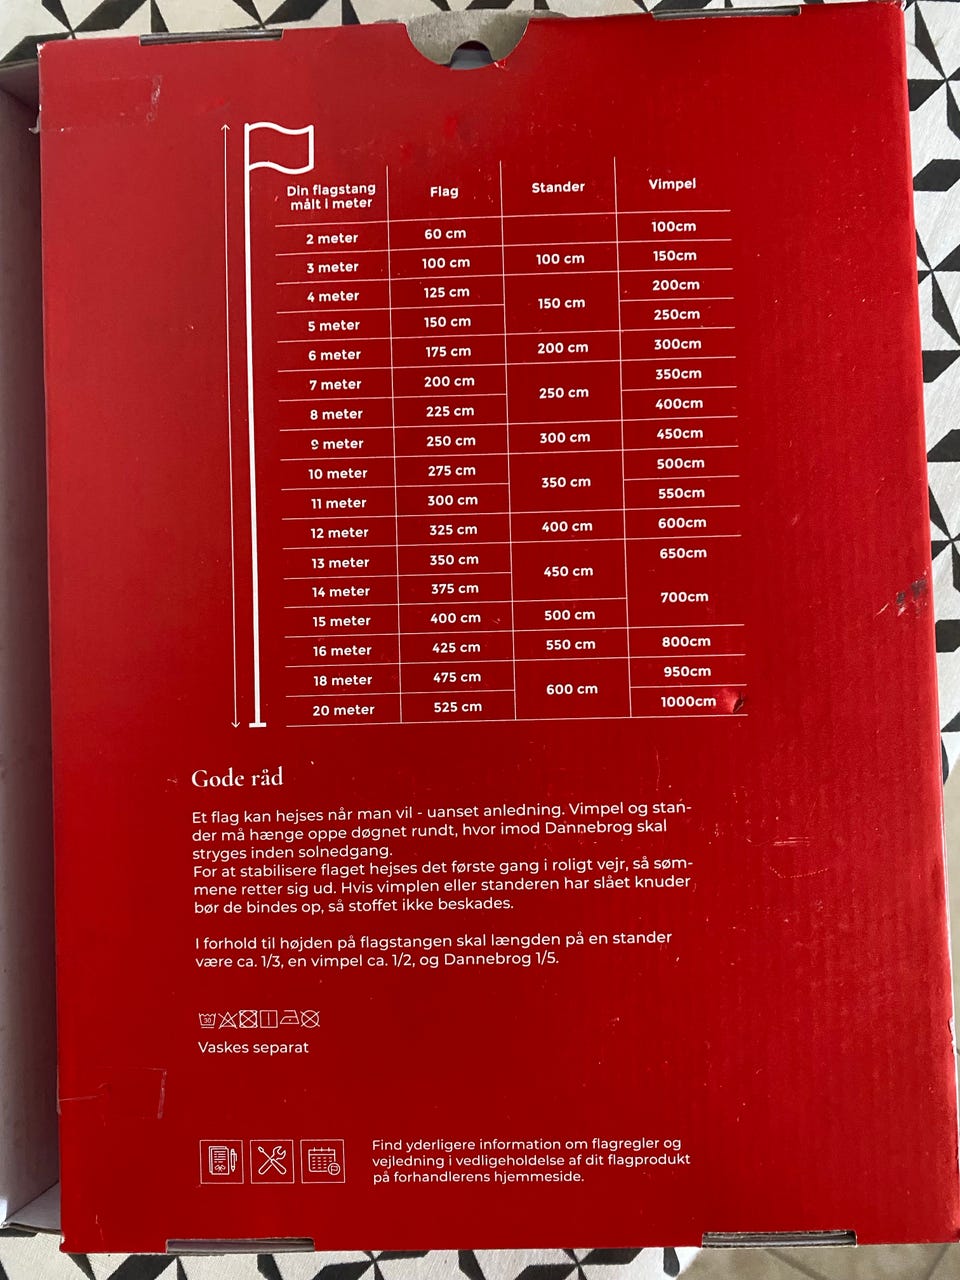 Din flagstang målt i meter Flag Stander Vimpel
2 meter 60 cm 100cm
3 meter 100 cm 100 cm 150cm
4 meter 125 cm 150 cm 200cm
5 meter 150 cm 250cm
6 meter 175 cm 200 cm 300cm
7 meter 200 cm 250 cm 350cm
8 meter 225 cm 400cm
9 meter 250 cm 300 cm 450cm
10 meter 275 cm 350 cm 500cm
11 meter 300 cm 550cm
12 meter 325 cm 400 cm 600cm
13 meter 350 cm 450 cm 650cm
14 meter 375 cm 700cm
15 meter 400 cm 500 cm
16 meter 425 cm 550 cm 800cm
18 meter 475 cm 600 cm 950cm
20 meter 525 cm 1000cm
Gode råd
Et flag kan hejses når man vil - uanset anledning. Vimpel og stan-
der må hænge oppe døgnet rundt, hvor imod Dannebrog skal
stryges inden solnedgang.
For at stabilisere flaget hejses det første gang i roligt vejr, så søm-
mene retter sig ud. Hvis vimplen eller standeren har slået knuder
bør de bindes op, så stoffet ikke beskades.
I forhold til højden på flagstangen skal længden på en stander
være ca. 1/3, en vimpel ca. 1/2, og Dannebrog 1/5.
30
Vaskes separat
Find yderligere information om flagregler og
vejledning i vedligeholdelse af dit flagprodukt
på forhandlerens hjemmeside.